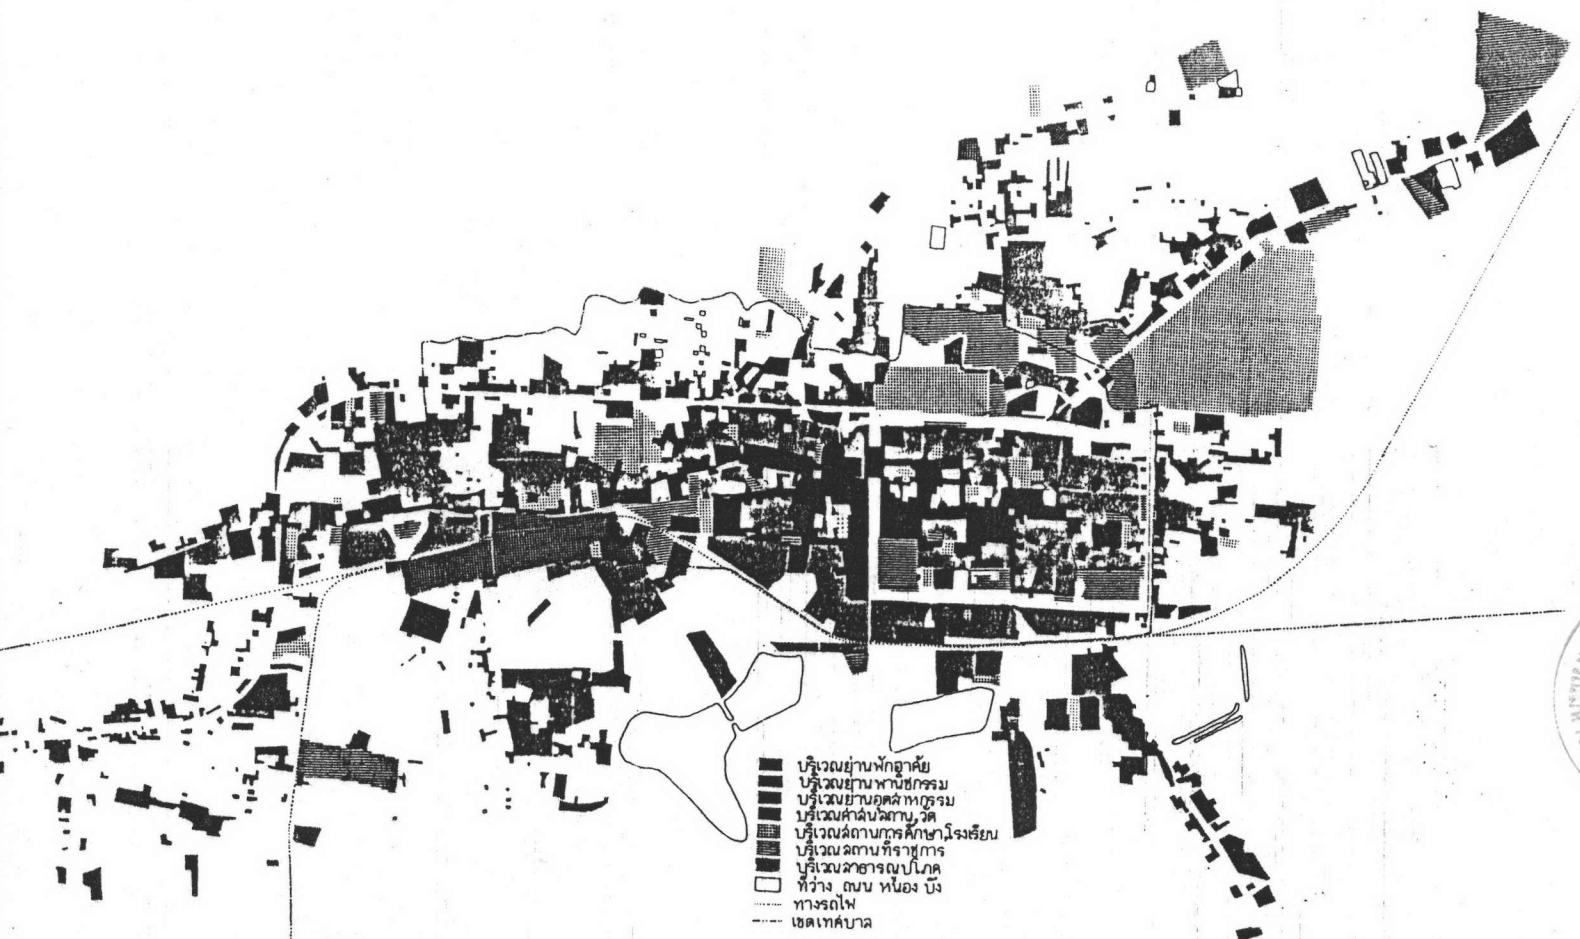 บริเวณย่านพักอาศัย
บริเวณย่านพานิชกรรม
บริเวณย่านอุตสาหกรรม
บริเวณศาสนสถาน,วัด
บริเวณสถานการศึกษา,โรงเรียน
บริเวณสถานที่ราชการ
บริเวณสาธารณูปโภค
ที่ว่าง ถนน หนอง บึง
ทางรถไฟ
เขตเทศบาล